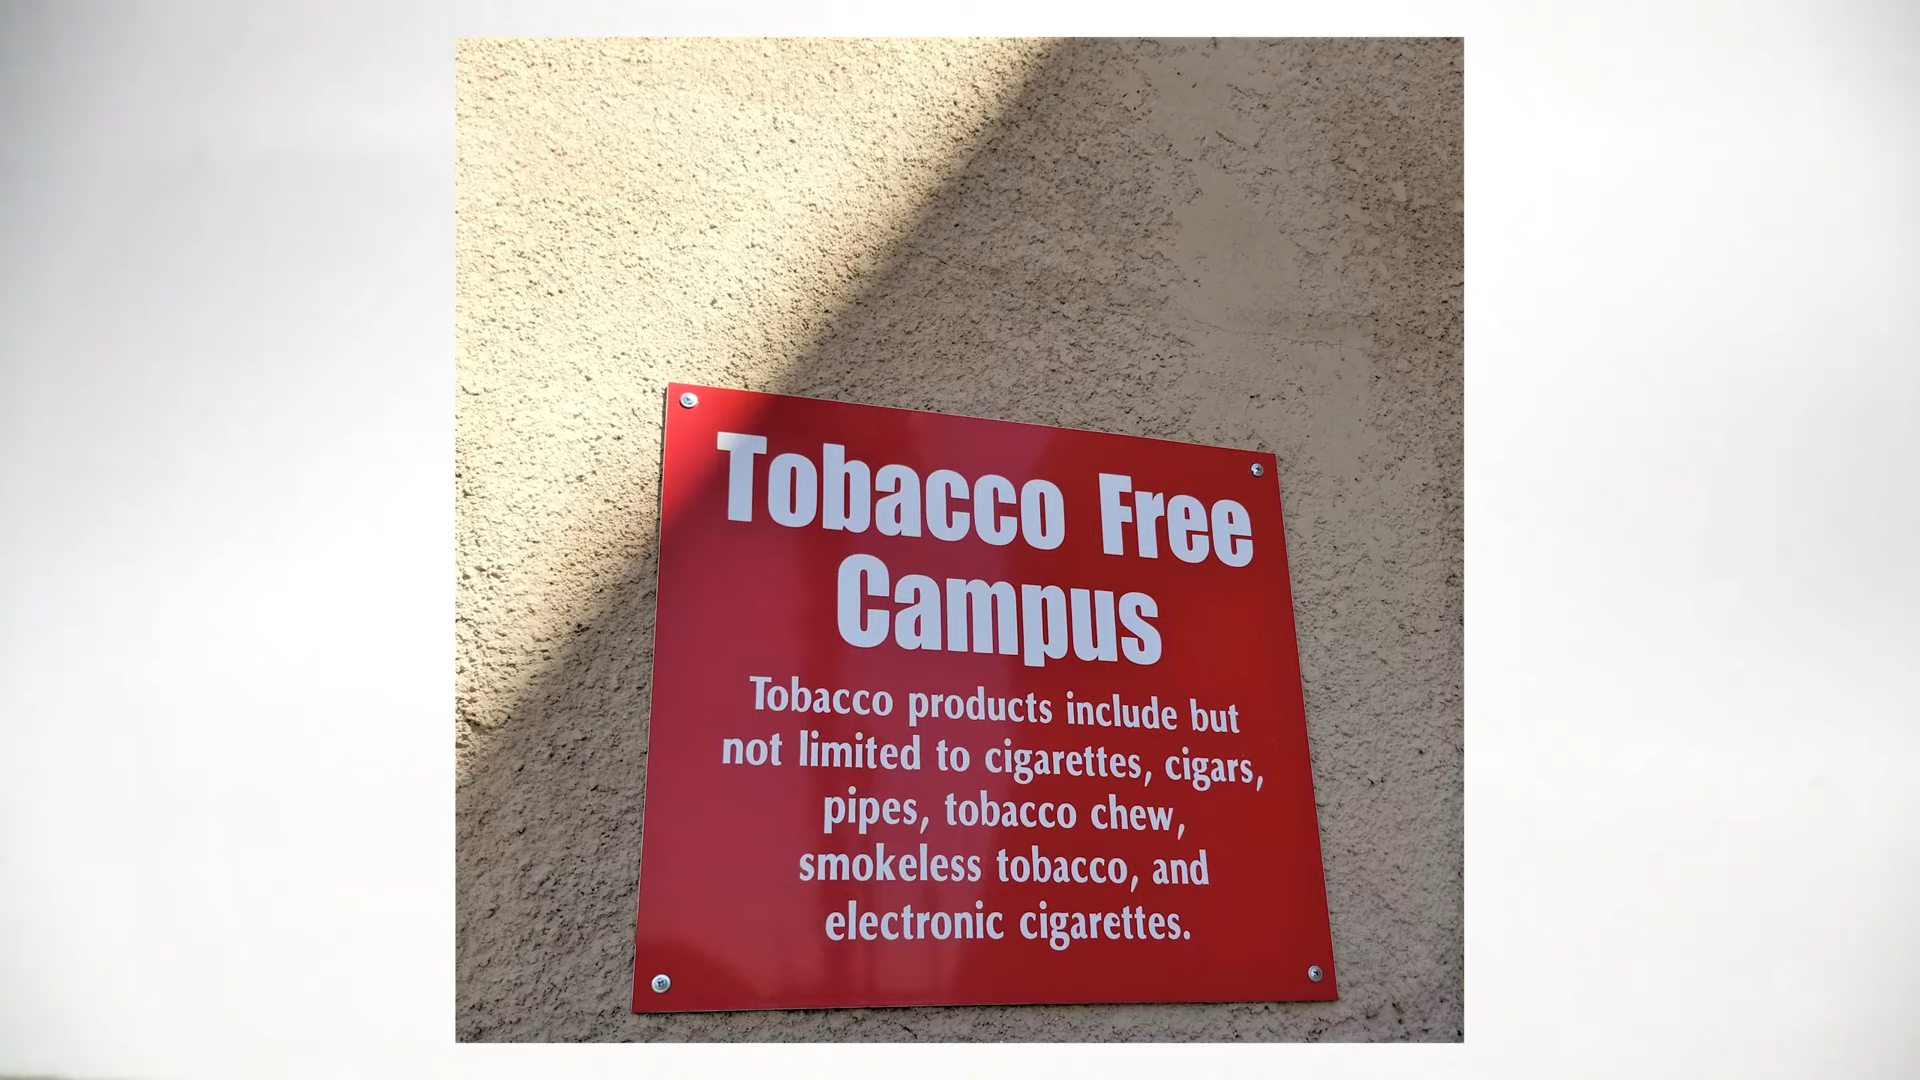 Tobacco Free
Campus
Tobacco products include but
not limited to cigarettes, cigars,
pipes, tobacco chew,
smokeless tobacco, and
electronic cigarettes.